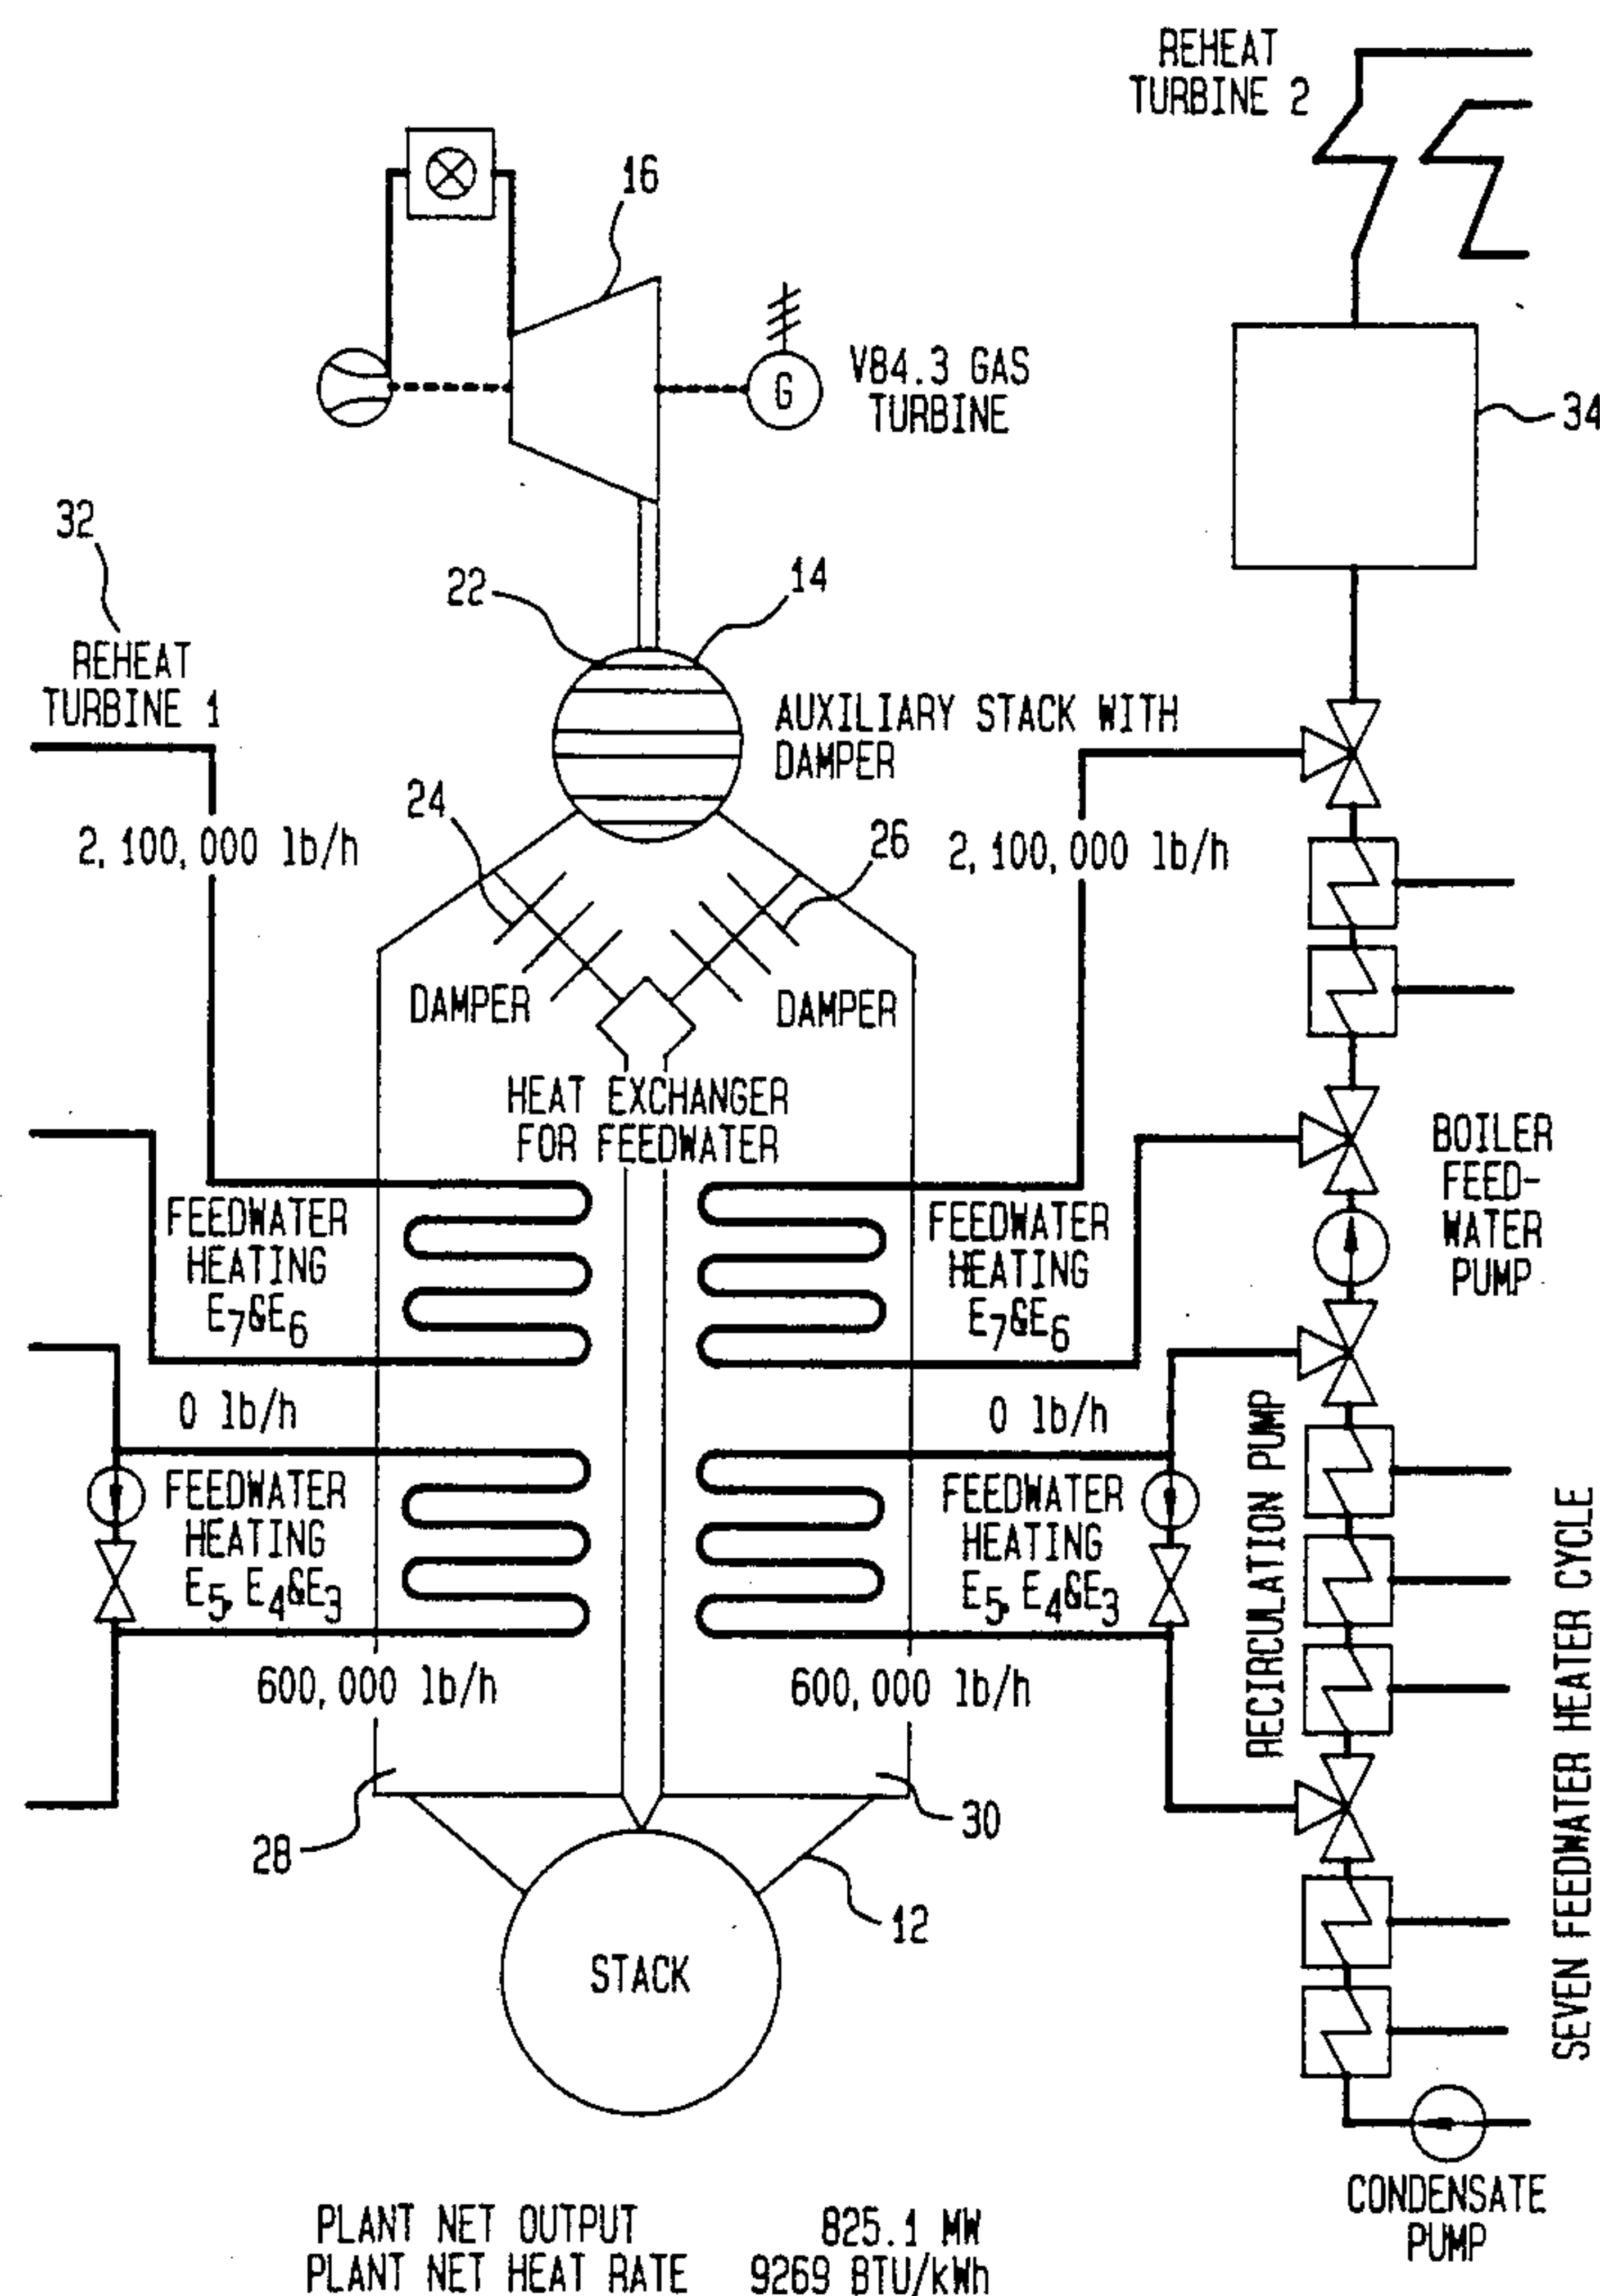 REHEAT
TURBINE 2
16
G
V84.3 GAS
TURBINE
34
32
22
14
REHEAT
TURBINE 1
AUXILIARY STACK WITH
DAMPER
24
26
2,100,000 lb/h
2,100,000 lb/h
DAMPER
DAMPER
HEAT EXCHANGER
FOR FEEDWATER
BOILER
FEED-
WATER
PUMP
FEEDWATER
HEATING
E7&E6
FEEDWATER
HEATING
E7&E6
0 lb/h
0 lb/h
FEEDWATER
HEATING
E5, E4&E3
FEEDWATER
HEATING
E5, E4&E3
RECIRCULATION PUMP
SEVEN FEEDWATER HEATER CYCLE
600,000 lb/h
600,000 lb/h
28
30
12
STACK
CONDENSATE
PUMP
PLANT NET OUTPUT 825.1 MW
PLANT NET HEAT RATE 9269 BTU/kWh